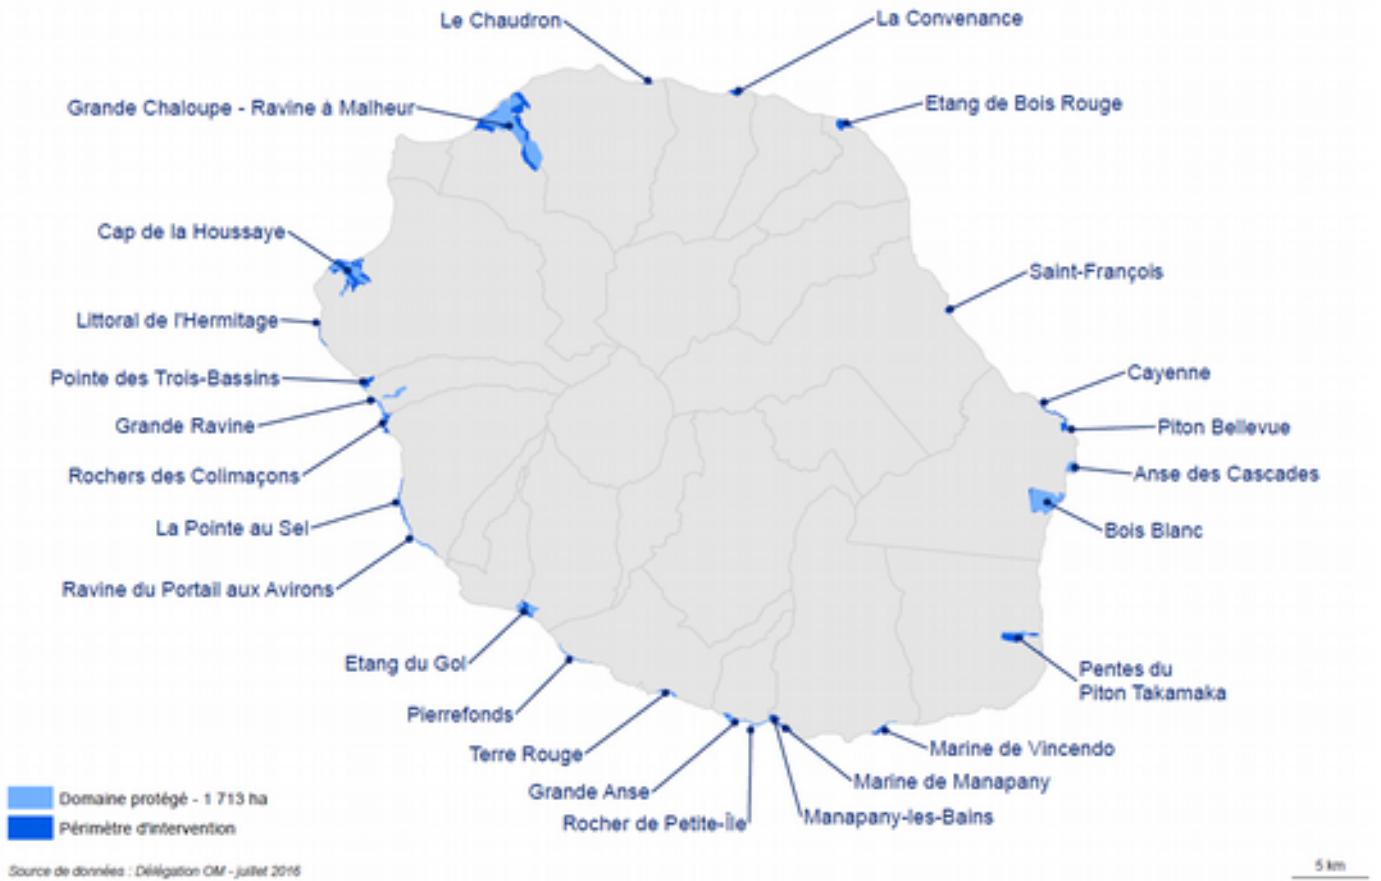 Le Chaudron
La Convenance
Grande Chaloupe - Ravine à Malheur
Etang de Bois Rouge
Cap de la Houssaye
Saint-François
Littoral de l'Hermitage
Pointe des Trois-Bassins
Cayenne
Grande Ravine
Piton Bellevue
Rochers des Colimaçons
Anse des Cascades
La Pointe au Sel
Bois Blanc
Ravine du Portail aux Avirons
Etang du Gol
Pentes du
Piton Takamaka
Pierrefonds
Terre Rouge
Marine de Vincendo
Grande Anse
Marine de Manapany
Rocher de Petite-Île
Manapany-les-Bains
Domaine protégé - 1 713 ha
Périmètre d'intervention
Source de données : Délégation OM - juillet 2016
5 km